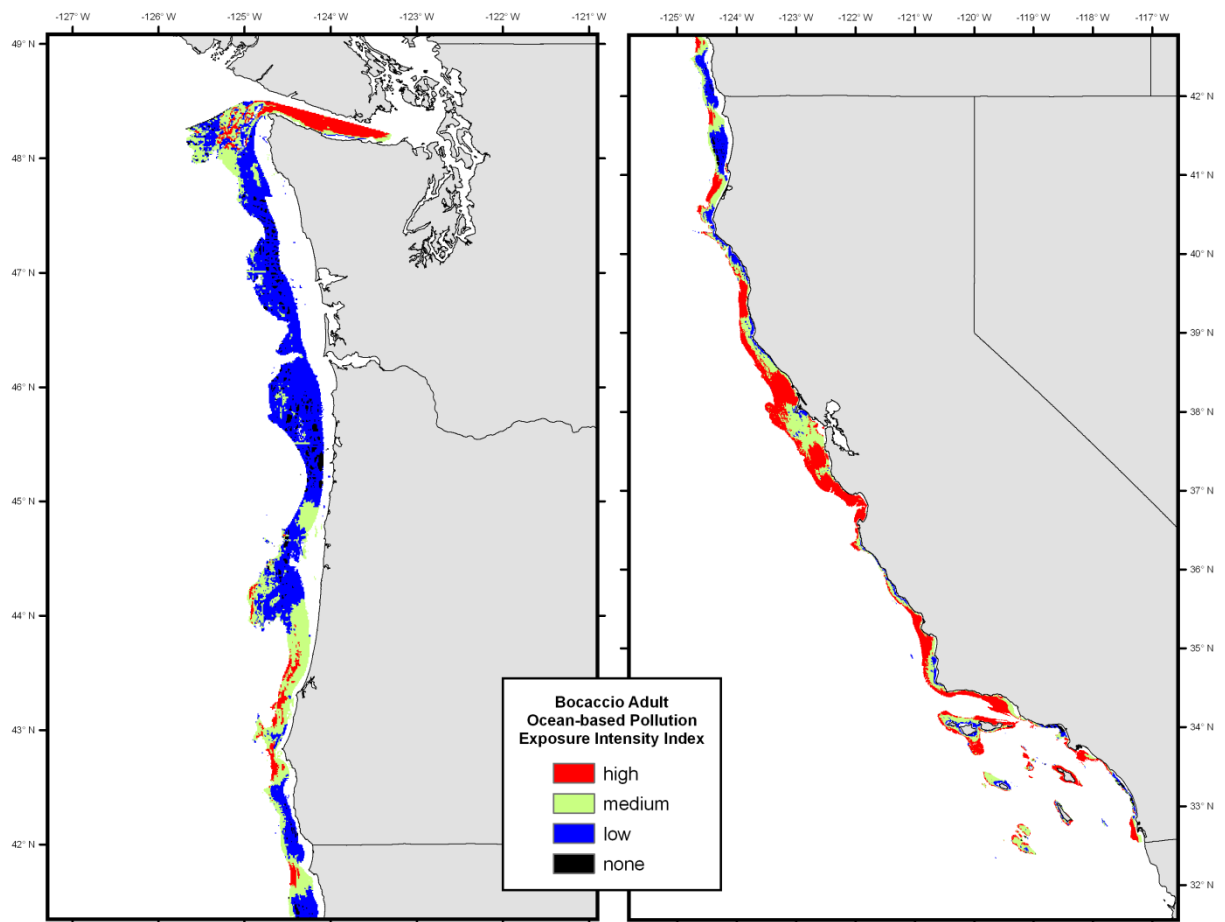 -127° W -126° W -125° W -124° W -123° W -122° W -121° W
-125° W -124° W -123° W -122° W -121° W -120° W -119° W -118° W -117° W
49° N
48° N
47° N
46° N
45° N
44° N
43° N
42° N
42° N
41° N
40° N
39° N
38° N
37° N
36° N
35° N
34° N
33° N
32° N
Bocaccio Adult
Ocean-based Pollution
Exposure Intensity Index
high
medium
low
none